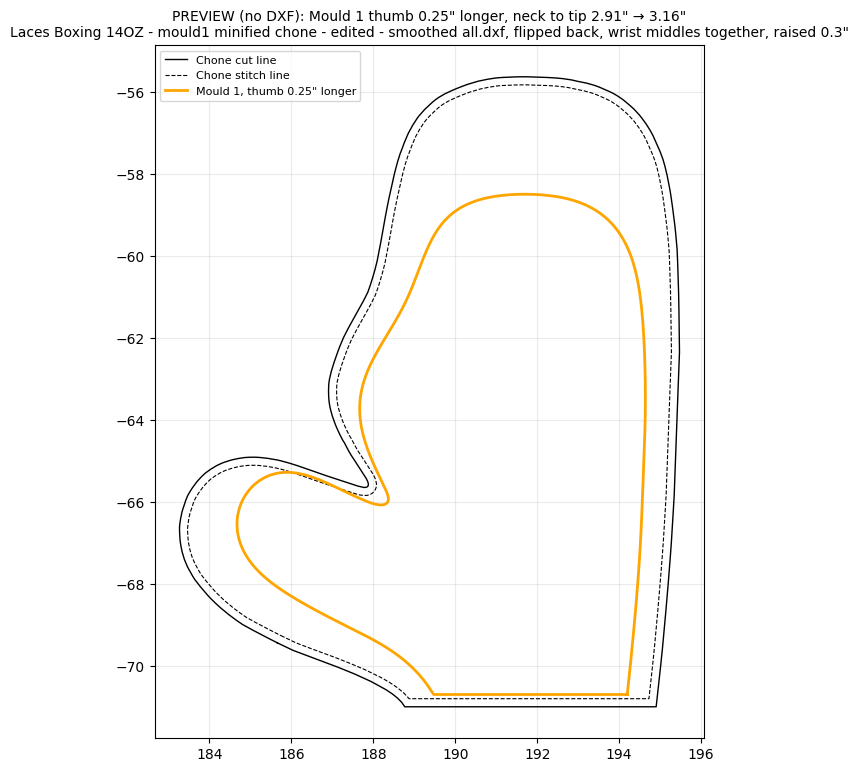 PREVIEW (no DXF): Mould 1 thumb 0.25" longer, neck to tip 2.91" → 3.16"
Laces Boxing 14OZ - mould1 minified chone - edited - smoothed all.dxf, flipped back, wrist middles together, raised 0.3"
Chone cut line
Chone stitch line
Mould 1, thumb 0.25" longer
−56
−58
−60
−62
−64
−66
−68
−70
184 186 188 190 192 194 196